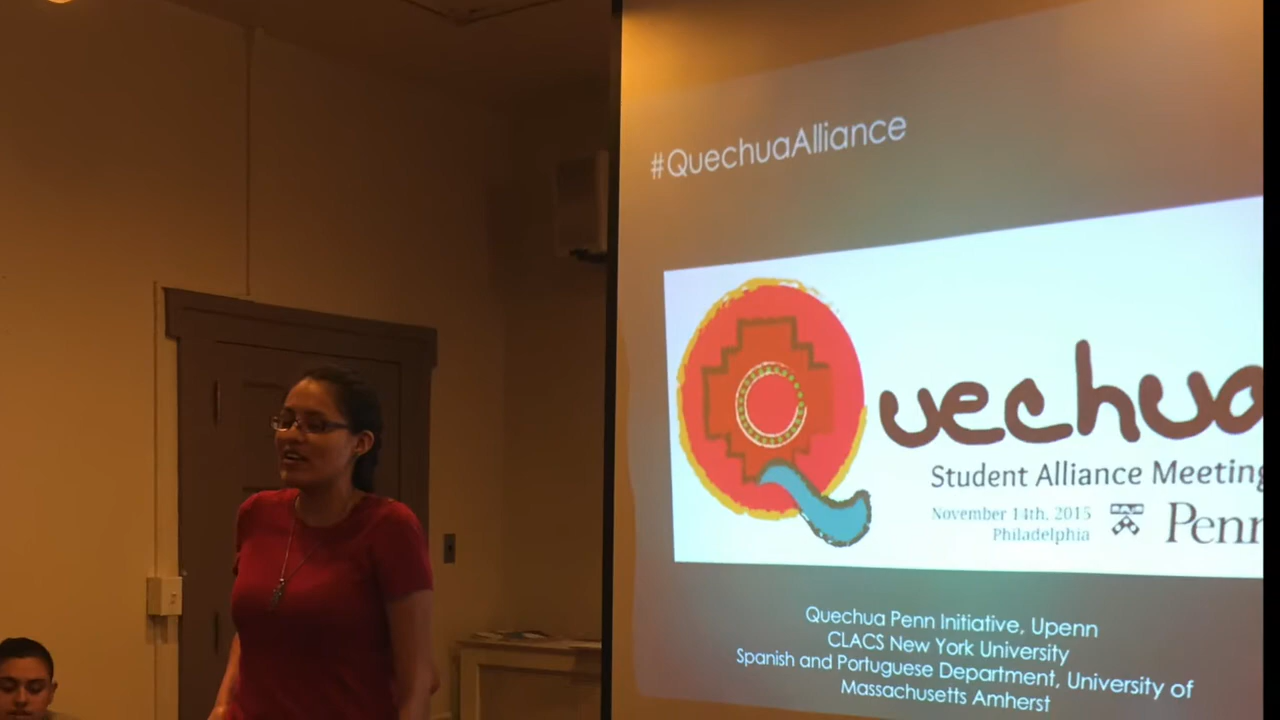 #QuechuaAlliance
Quechua
Student Alliance Meeting
November 14th, 2015
Philadelphia
Penn
Quechua Penn Initiative, Upenn
CLACS New York University
Spanish and Portuguese Department, University of
Massachusetts Amherst